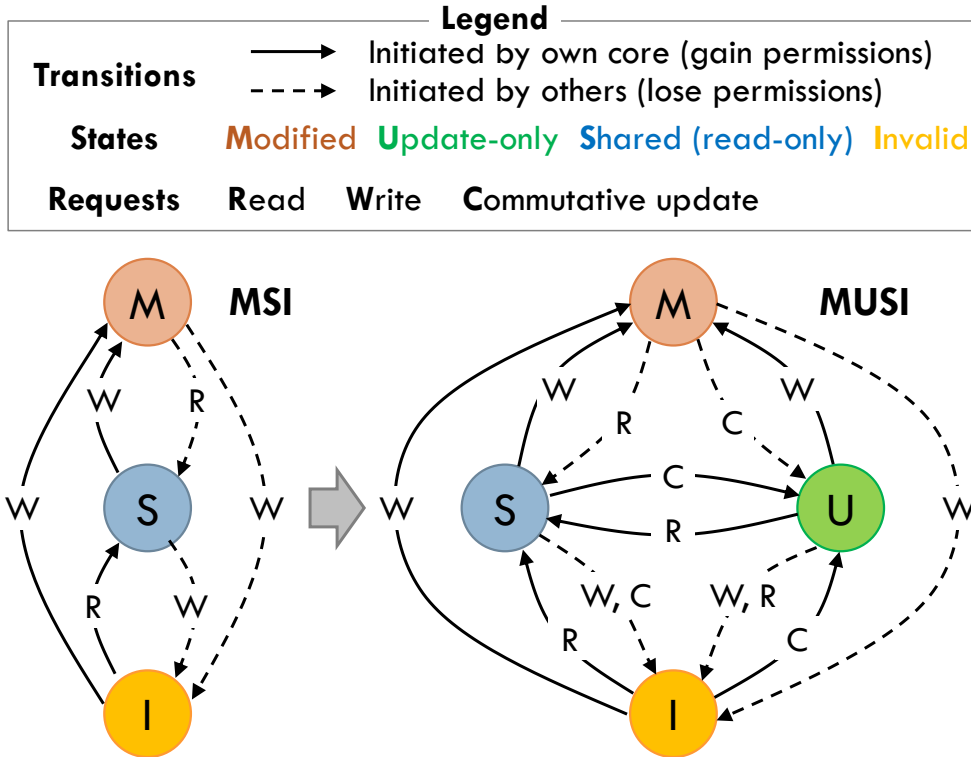 Legend
Transitions
Initiated by own core (gain permissions)
Initiated by others (lose permissions)
States Modified Update-only Shared (read-only) Invalid
Requests Read Write Commutative update
M MSI M MUSI
W R W C W
S C S U
W W W R W
R W W, C W, R
R C
I I